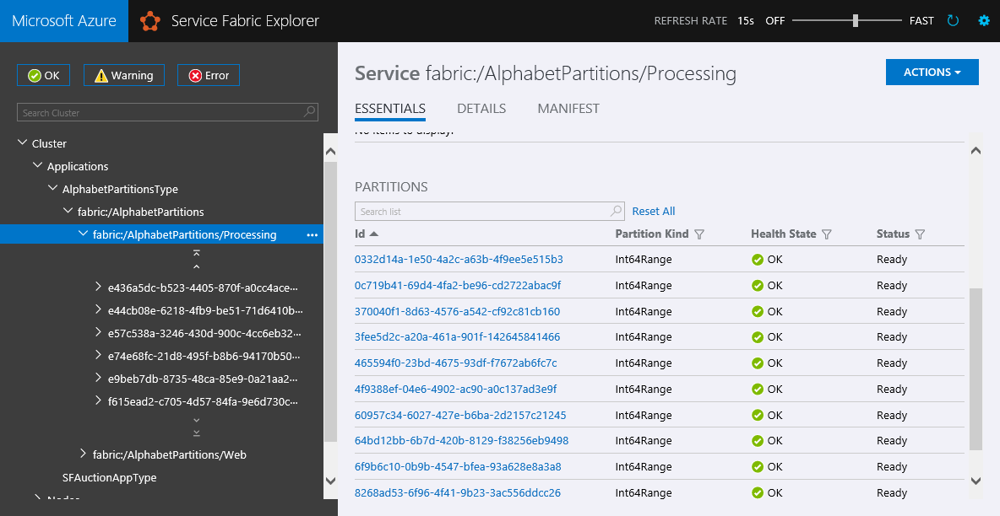 Microsoft Azure Service Fabric Explorer REFRESH RATE 15s OFF FAST
OK Warning Error
Search Cluster
Cluster
Applications
AlphabetPartitionsType
fabric:/AlphabetPartitions
fabric:/AlphabetPartitions/Processing ...
e436a5dc-b523-4405-870f-a0cc4ace...
e44cb08e-6218-4fb9-be51-71d6410b...
e57c538a-3246-430d-900c-4cc6eb32...
e74e68fc-21d8-495f-b8b6-94170b50...
e9beb7db-8735-48ca-85e9-0a21aa2...
f615ead2-c705-4d57-84fa-9e6d730c...
fabric:/AlphabetPartitions/Web
SFAuctionAppType
Nodes
Service fabric:/AlphabetPartitions/Processing ACTIONS
ESSENTIALS DETAILS MANIFEST
No items to display.
PARTITIONS
Search list Reset All
Id Partition Kind Health State Status
0332d14a-1e50-4a2c-a63b-4f9ee5e515b3 Int64Range OK Ready
0c719b41-69d4-4fa2-be96-cd2722abac9f Int64Range OK Ready
370040f1-8d63-4576-a542-cf92c81cb160 Int64Range OK Ready
3fee5d2c-a20a-461a-901f-142645841466 Int64Range OK Ready
465594f0-23bd-4675-93df-f7672ab6fc7c Int64Range OK Ready
4f9388ef-04e6-4902-ac90-a0c137ad3e9f Int64Range OK Ready
60957c34-6027-427e-b6ba-2d2157c21245 Int64Range OK Ready
64bd12bb-6b7d-420b-8129-f38256eb9498 Int64Range OK Ready
6f9b6c10-0b9b-4547-bfea-93a628e8a3a8 Int64Range OK Ready
8268ad53-6f96-4f41-9b23-3ac556ddcc26 Int64Range OK Ready